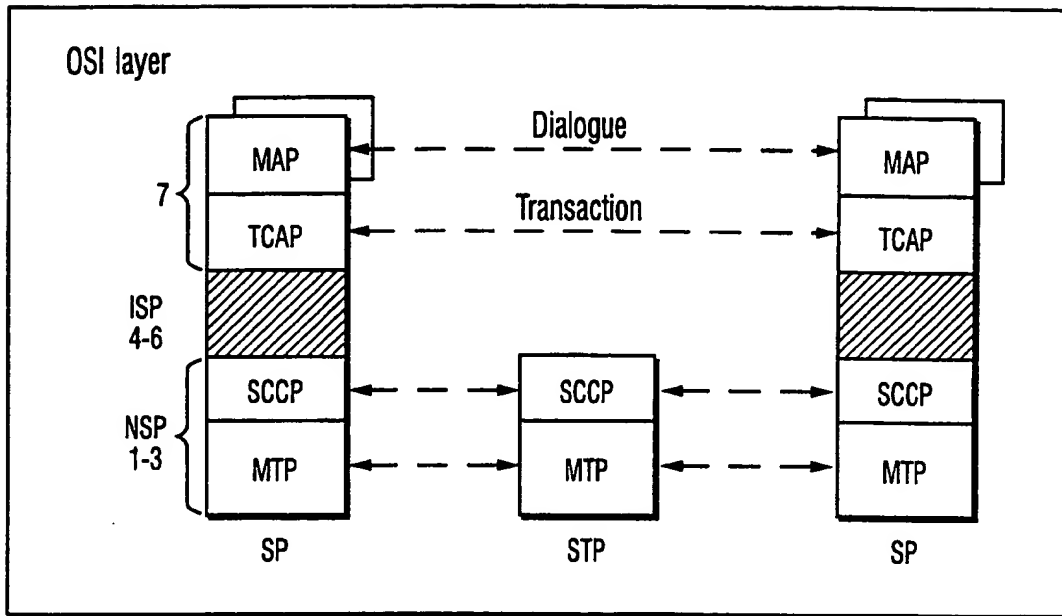 OSI layer
Dialogue
MAP
MAP
7
Transaction
TCAP
TCAP
ISP
4-6
SCCP
SCCP
SCCP
NSP
1-3
MTP
MTP
MTP
SP
STP
SP